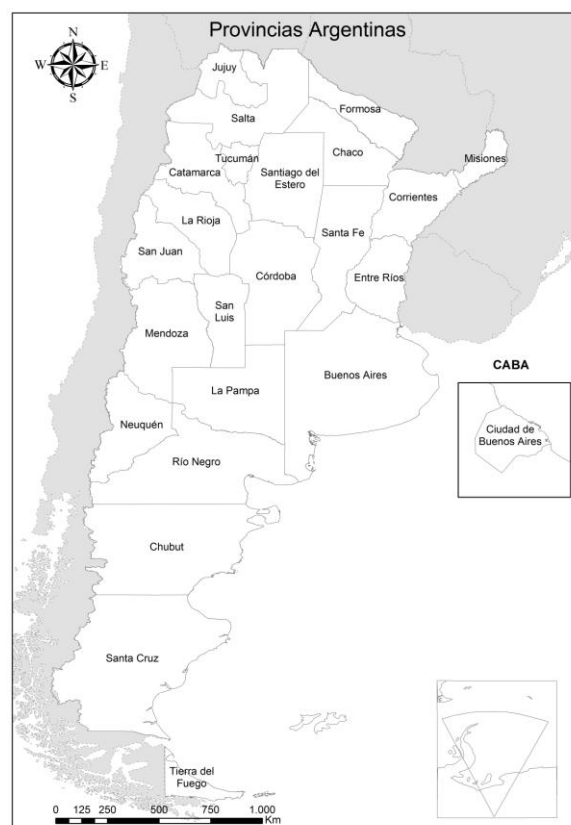 Provincias Argentinas
N
W E
S
Jujuy
Salta
Formosa
Chaco
Misiones
Tucumán
Catamarca
Santiago del
Estero
Corrientes
La Rioja
Santa Fe
San Juan
Córdoba
Entre Ríos
San
Luis
Mendoza
CABA
Buenos Aires
La Pampa
Ciudad de
Buenos Aires
Neuquén
Río Negro
Chubut
Santa Cruz
Tierra del
Fuego
0 125 250 500 750 1.000
Km